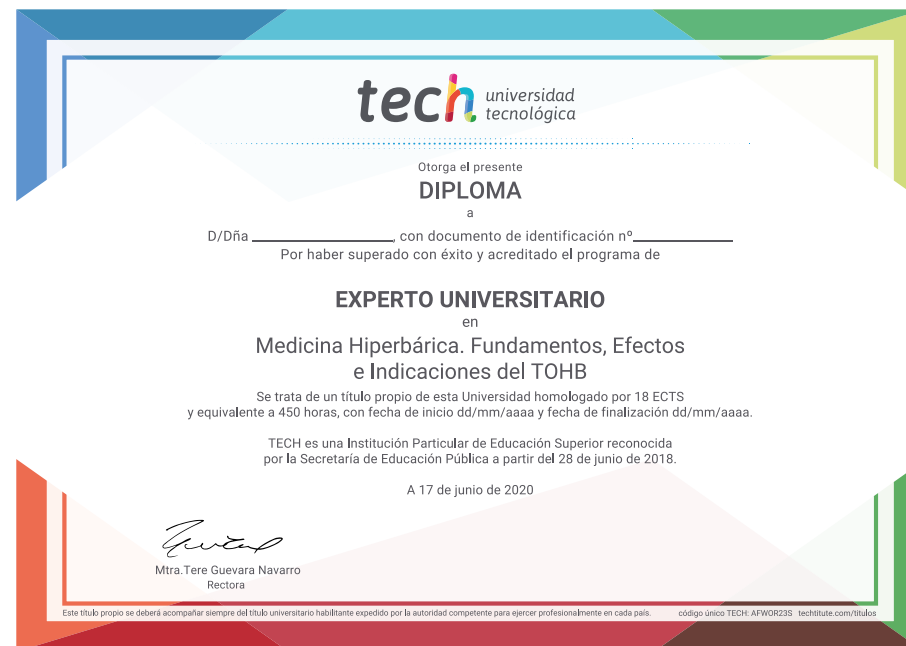 tech universidad
tecnológica
Otorga el presente
DIPLOMA
a
D/Dña ____________________, con documento de identificación nº______________
Por haber superado con éxito y acreditado el programa de
EXPERTO UNIVERSITARIO
en
Medicina Hiperbárica. Fundamentos, Efectos
e Indicaciones del TOHB
Se trata de un título propio de esta Universidad homologado por 18 ECTS
y equivalente a 450 horas, con fecha de inicio dd/mm/aaaa y fecha de finalización dd/mm/aaaa.
TECH es una Institución Particular de Educación Superior reconocida
por la Secretaría de Educación Pública a partir del 28 de junio de 2018.
A 17 de junio de 2020
Mtra.Tere Guevara Navarro
Rectora
Este título propio se deberá acompañar siempre del título universitario habilitante expedido por la autoridad competente para ejercer profesionalmente en cada país. código único TECH: AFWOR23S techtitute.com/titulos